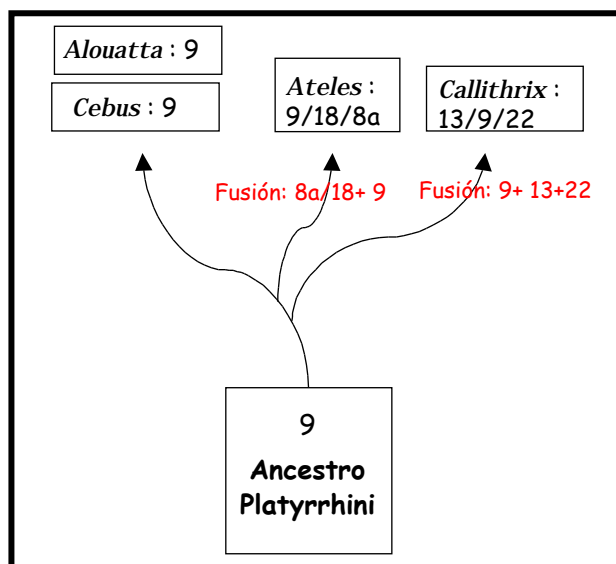 Alouatta : 9
Cebus : 9
Ateles :
9/18/8a
Callithrix :
13/9/22
Fusión: 8a/18+ 9
Fusión: 9+ 13+22
9
Ancestro
Platyrrhini